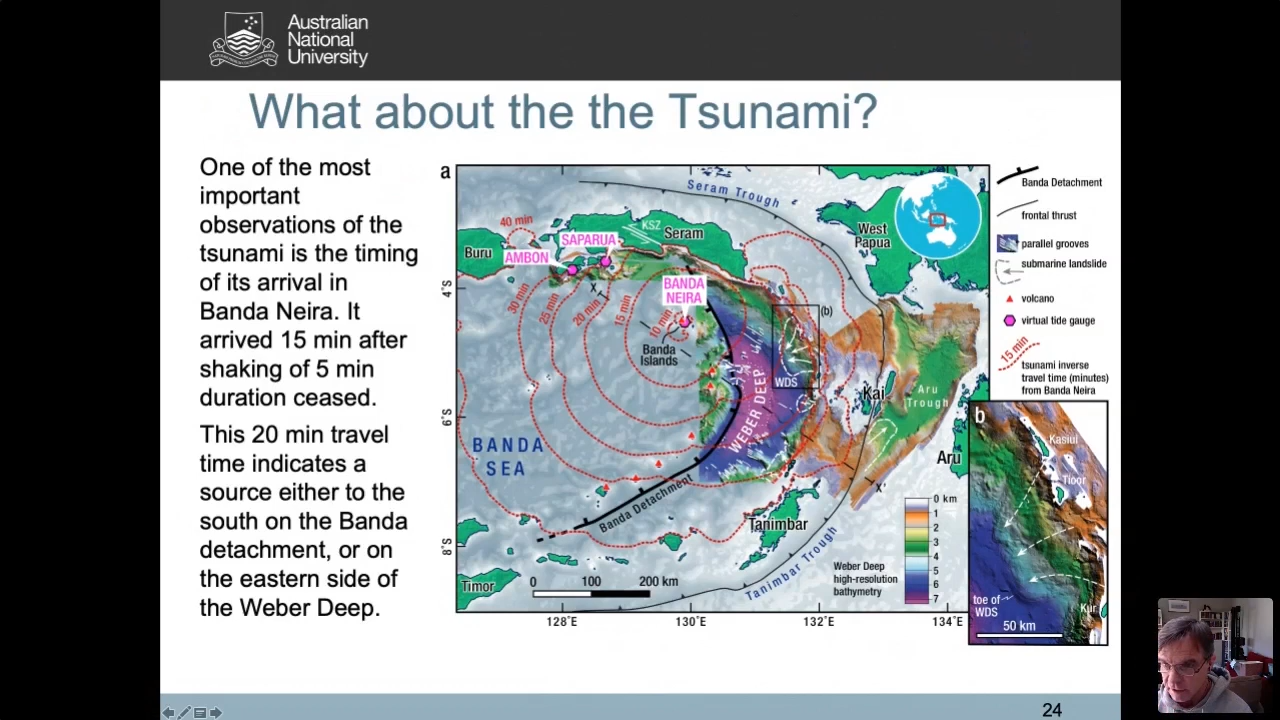 Australian
National
University
What about the the Tsunami?
One of the most
important
observations of the
tsunami is the timing
of its arrival in
Banda Neira. It
arrived 15 min after
shaking of 5 min
duration ceased.
This 20 min travel
time indicates a
source either to the
south on the Banda
detachment, or on
the eastern side of
the Weber Deep.
a
Seram Trough
40 min
KSZ
Seram
SAPARUA
Buru
AMBON
West
Papua
BANDA
NEIRA
4°S
X
30 min
25 min
20 min
15 min
10 min
(b)
Banda
Islands
WDS
WEBER DEEP
Kai
Aru
Trough
6°S
BANDA
SEA
Aru
X'
Banda Detachment
Tanimbar
8°S
Tanimbar Trough
Timor
0 100 200 km
Weber Deep
high-resolution
bathymetry
0 km
1
2
3
4
5
6
7
128°E 130°E 132°E 134°E
Banda Detachment
frontal thrust
parallel grooves
submarine landslide
volcano
virtual tide gauge
15 min
tsunami inverse
travel time (minutes)
from Banda Neira
b
Kasiui
Tioor
toe of
WDS
Kur
50 km
24